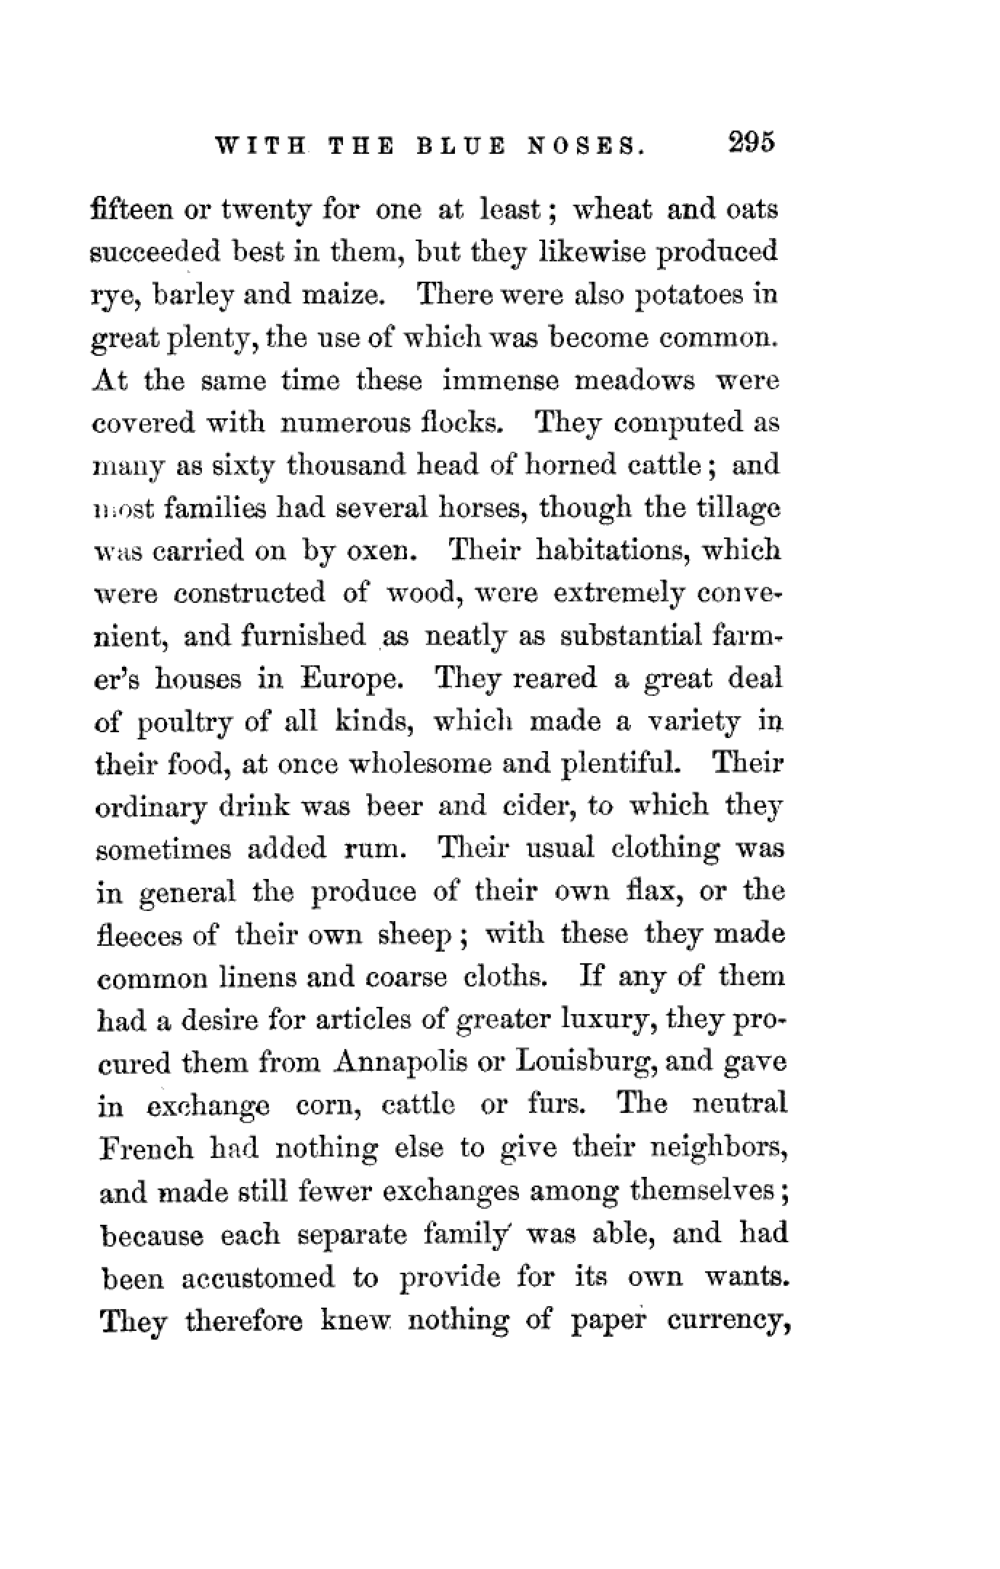 WITH THE BLUE NOSES. 295
fifteen or twenty for one at least; wheat and oats
succeeded best in them, but they likewise produced
rye, barley and maize. There were also potatoes in
great plenty, the use of which was become common.
At the same time these immense meadows were
covered with numerous flocks. They computed as
many as sixty thousand head of horned cattle; and
most families had several horses, though the tillage
was carried on by oxen. Their habitations, which
were constructed of wood, were extremely conve-
nient, and furnished as neatly as substantial farm-
er's houses in Europe. They reared a great deal
of poultry of all kinds, which made a variety in
their food, at once wholesome and plentiful. Their
ordinary drink was beer and cider, to which they
sometimes added rum. Their usual clothing was
in general the produce of their own flax, or the
fleeces of their own sheep; with these they made
common linens and coarse cloths. If any of them
had a desire for articles of greater luxury, they pro-
cured them from Annapolis or Louisburg, and gave
in exchange corn, cattle or furs. The neutral
French had nothing else to give their neighbors,
and made still fewer exchanges among themselves;
because each separate family was able, and had
been accustomed to provide for its own wants.
They therefore knew nothing of paper currency,